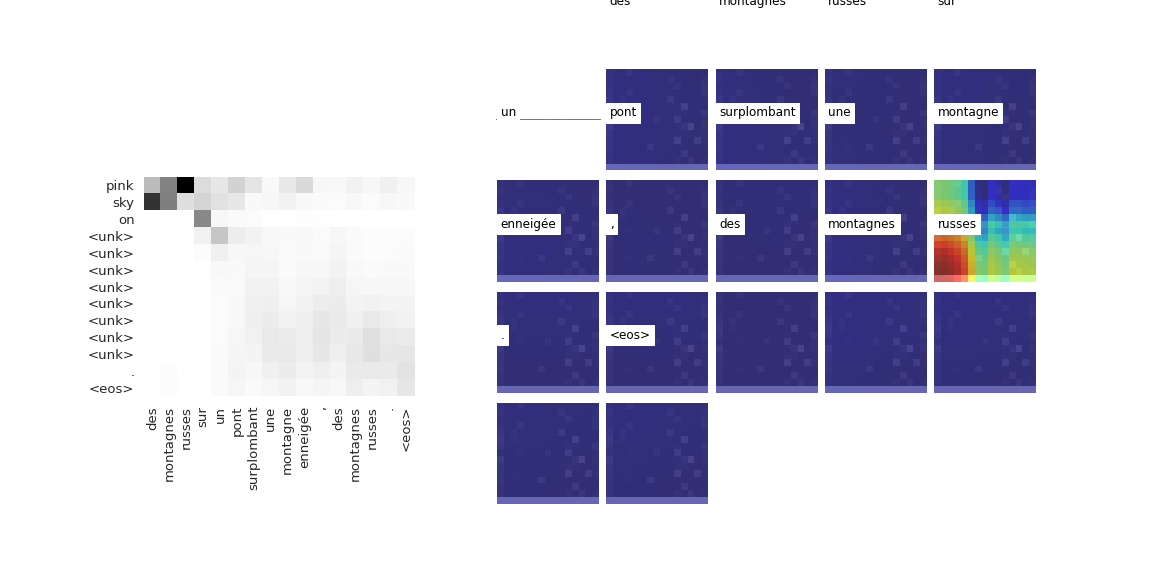 des montagnes russes sur
un pont surplombant une montagne
enneigée , des montagnes russes
. <eos>
pink
sky
on
<unk>
<unk>
<unk>
<unk>
<unk>
<unk>
<unk>
<unk>
.
<eos>
des
montagnes
russes
sur
un
pont
surplombant
une
montagne
enneigée
,
des
montagnes
russes
.
<eos>